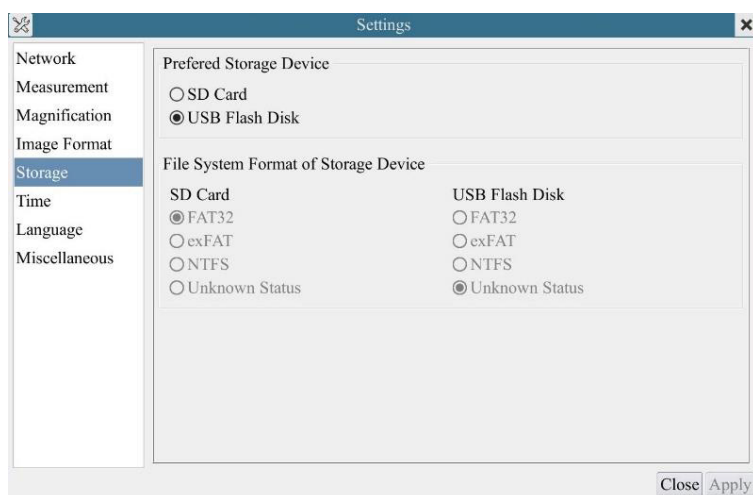 Settings
Network
Measurement
Magnification
Image Format
Storage
Time
Language
Miscellaneous
Prefered Storage Device
SD Card
USB Flash Disk
File System Format of Storage Device
SD Card
FAT32
exFAT
NTFS
Unknown Status
USB Flash Disk
FAT32
exFAT
NTFS
Unknown Status
Close Apply